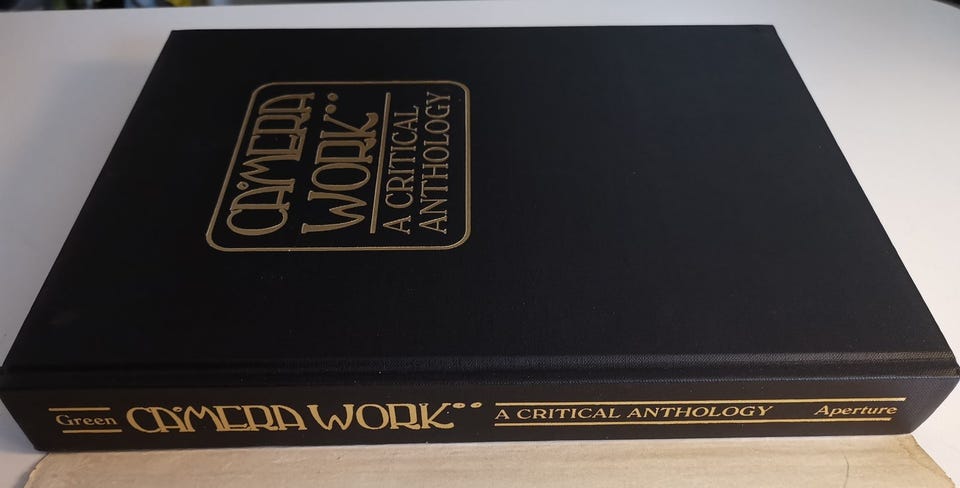 CAMERA
WORK
A CRITICAL
ANTHOLOGY
Green CAMERA WORK A CRITICAL ANTHOLOGY Aperture